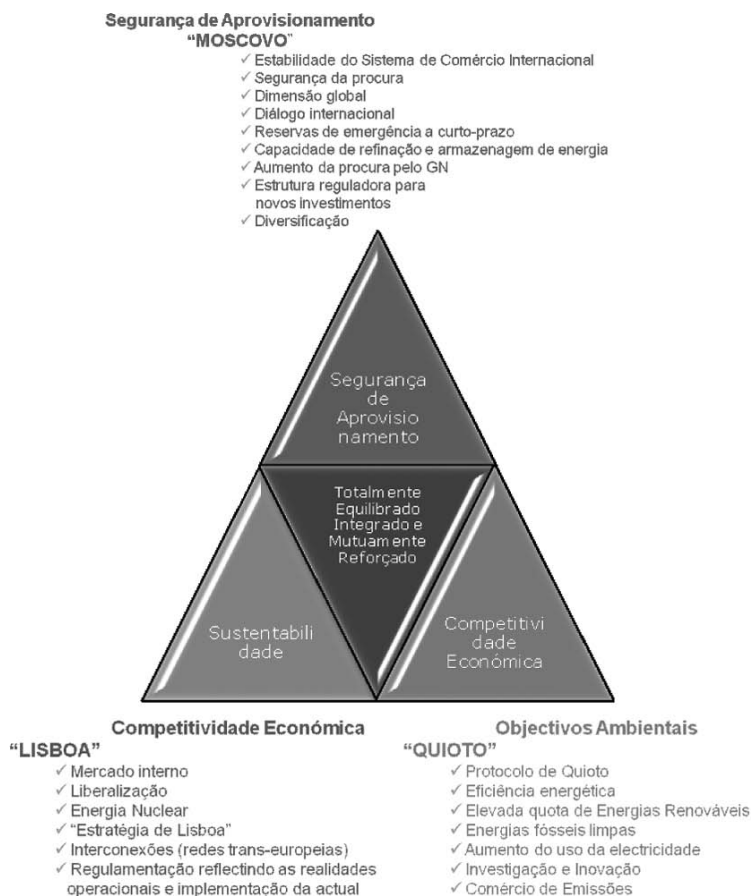 Segurança de Aprovisionamento
“MOSCOVO”
✓ Estabilidade do Sistema de Comércio Internacional
✓ Segurança da procura
✓ Dimensão global
✓ Diálogo internacional
✓ Reservas de emergência a curto-prazo
✓ Capacidade de refinação e armazenagem de energia
✓ Aumento da procura pelo GN
✓ Estrutura reguladora para
novos investimentos
✓ Diversificação
Segurança
de
Aprovisio
namento
Totalmente
Equilibrado
Integrado e
Mutuamente
Reforçado
Sustentabili
dade
Competitivi
dade
Económica
Competitividade Económica
“LISBOA”
✓ Mercado interno
✓ Liberalização
✓ Energia Nuclear
✓ “Estratégia de Lisboa”
✓ Interconexões (redes trans-europeias)
✓ Regulamentação reflectindo as realidades
operacionais e implementação da actual
Objectivos Ambientais
“QUIOTO”
✓ Protocolo de Quioto
✓ Eficiência energética
✓ Elevada quota de Energias Renováveis
✓ Energias fósseis limpas
✓ Aumento do uso da electricidade
✓ Investigação e Inovação
✓ Comércio de Emissões